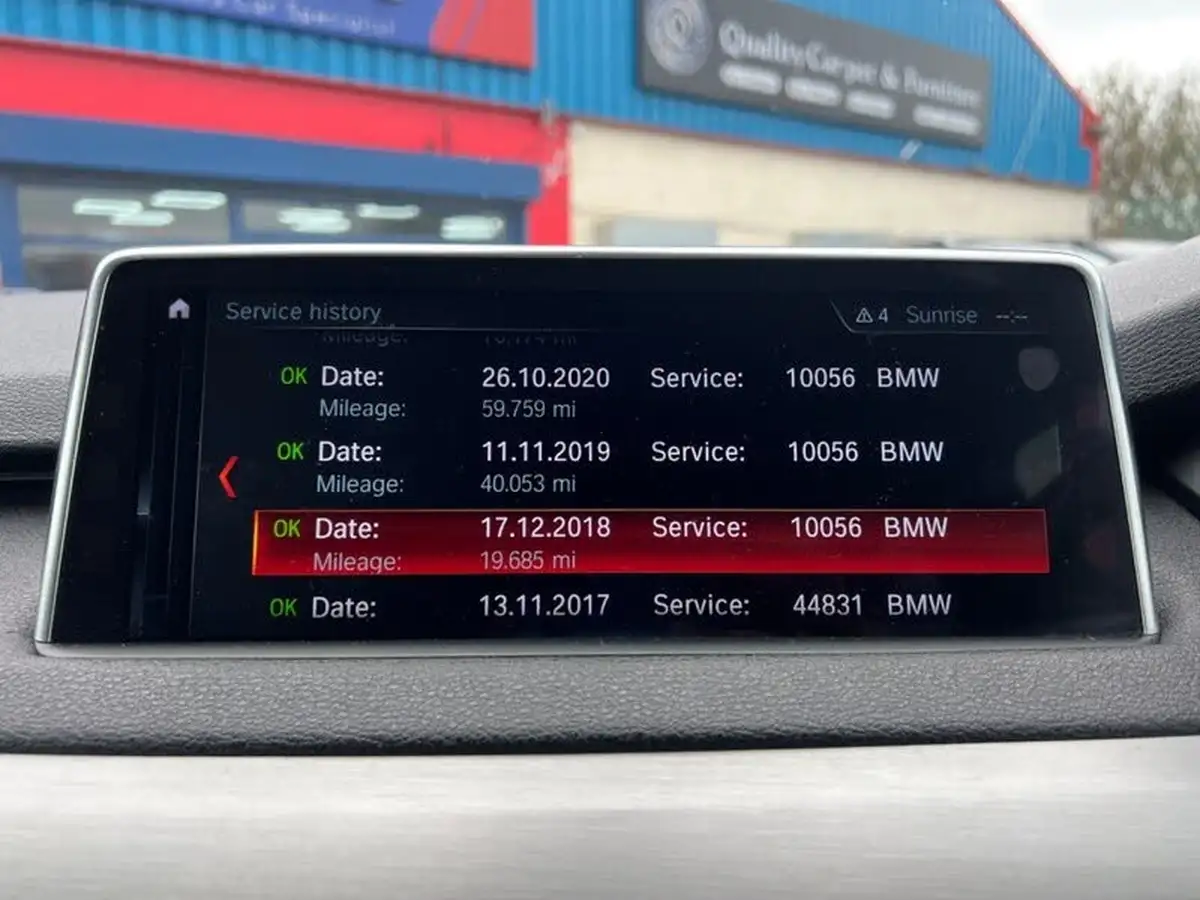 Car Specialist
Quality Carpet & Furniture
Service history
4 Sunrise --:--
OK Date: 26.10.2020 Service: 10056 BMW
Mileage: 59.759 mi
OK Date: 11.11.2019 Service: 10056 BMW
Mileage: 40.053 mi
OK Date: 17.12.2018 Service: 10056 BMW
Mileage: 19.685 mi
OK Date: 13.11.2017 Service: 44831 BMW